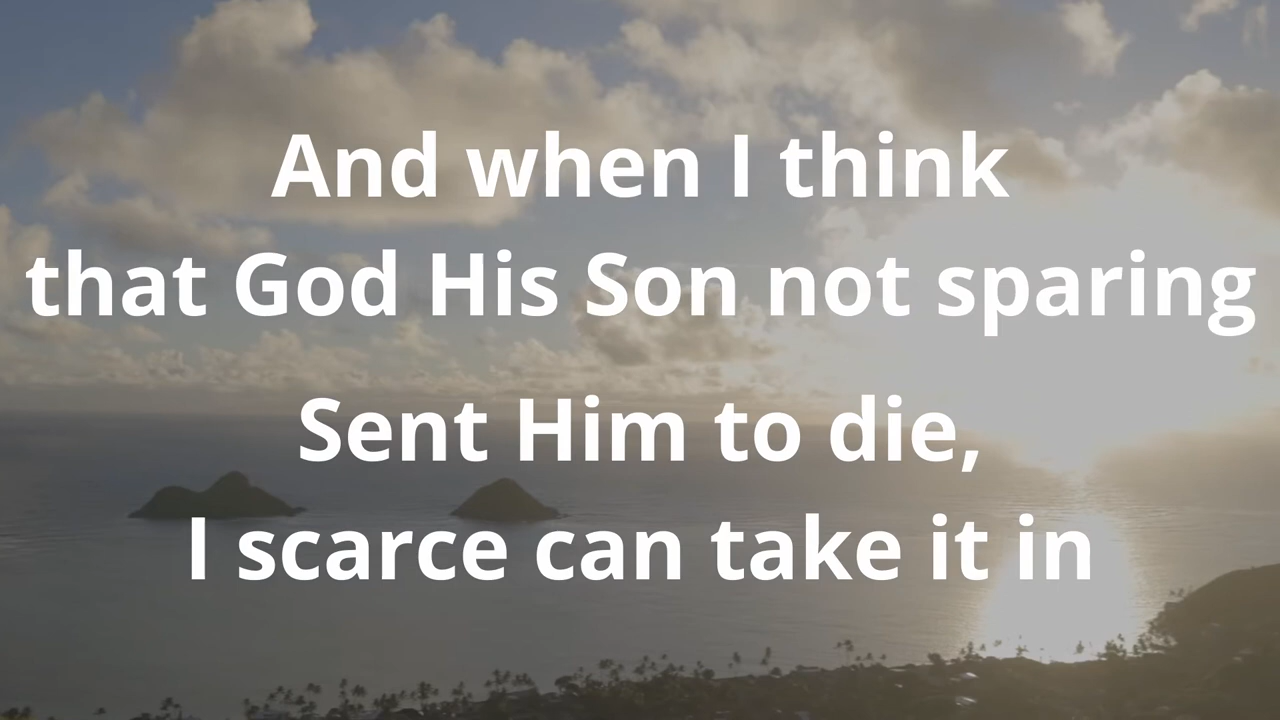 And when I think
that God His Son not sparing
Sent Him to die,
I scarce can take it in